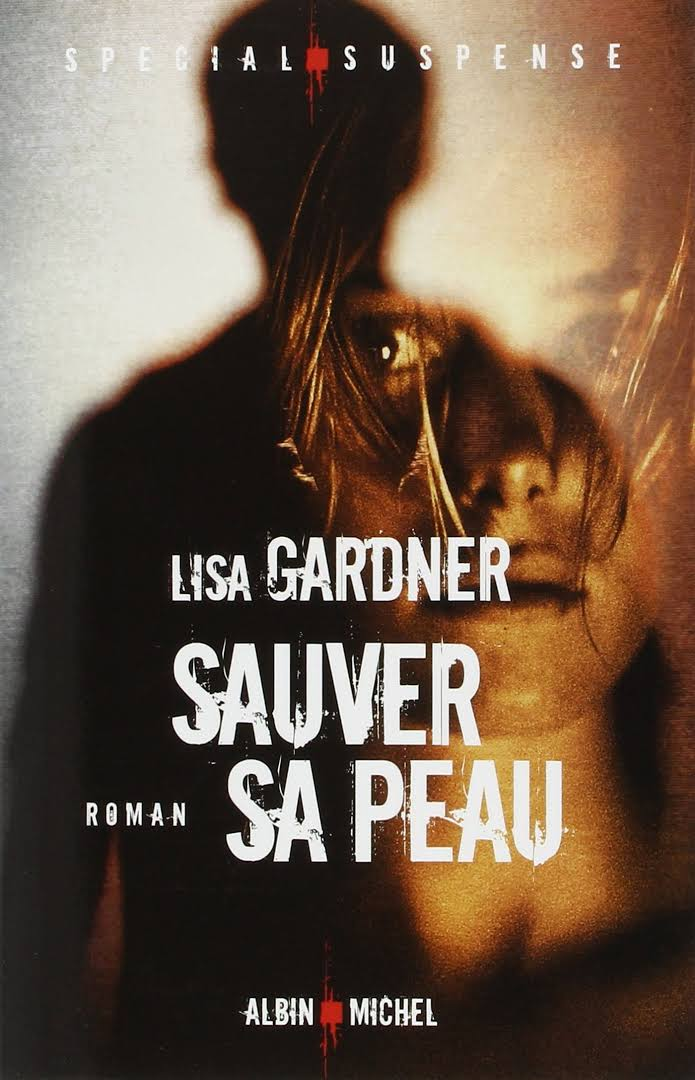 SPECIAL SUSPENSE
LISA GARDNER
SAUVER
SA PEAU
ROMAN
ALBIN MICHEL